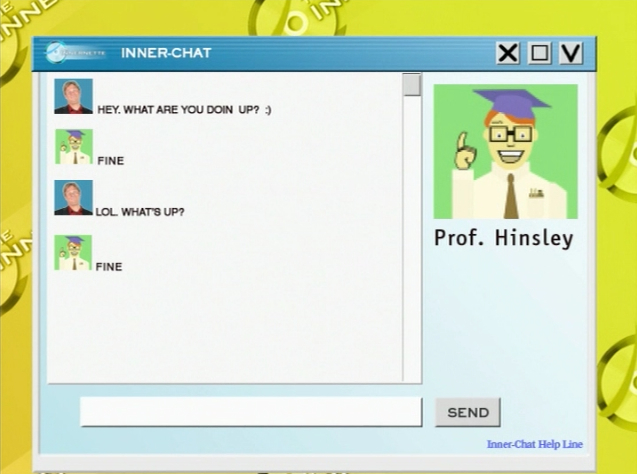 INNERNETTE
INNER-CHAT
HEY. WHAT ARE YOU DOIN UP? :)
FINE
LOL. WHAT'S UP?
FINE
Prof. Hinsley
SEND
Inner-Chat Help Line